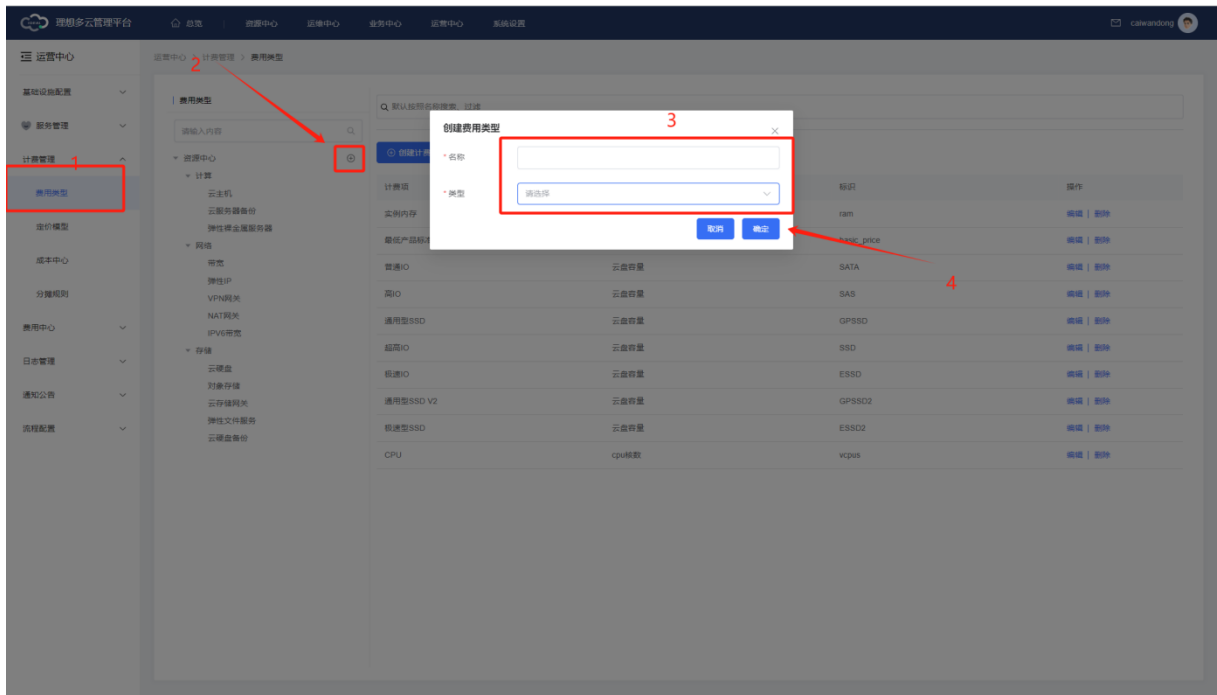 理想多云管理平台 总览 资源中心 运维中心 业务中心 运营中心 系统设置 caiwandong
运营中心
运营中心 > 计费管理 > 费用类型
2
基础设施配置
服务管理
计费管理
1
费用类型
定价模型
成本中心
分摊规则
费用中心
日志管理
通知公告
流程配置
费用类型
请输入内容
资源中心
计算
云主机
云服务器备份
弹性裸金属服务器
网络
带宽
弹性IP
VPN网关
NAT网关
IPV6带宽
存储
云硬盘
对象存储
云存储网关
弹性文件服务
云硬盘备份
默认按照名称搜索、过滤
创建计费
创建费用类型
3
* 名称
* 类型 请选择
取消 确定
4
计费项 标识 操作
实例内存 ram 编辑 | 删除
最低产品标准 basic_price 编辑 | 删除
普通IO 云盘容量 SATA 编辑 | 删除
高IO 云盘容量 SAS 编辑 | 删除
通用型SSD 云盘容量 GPSSD 编辑 | 删除
超高IO 云盘容量 SSD 编辑 | 删除
极速IO 云盘容量 ESSD 编辑 | 删除
通用型SSD V2 云盘容量 GPSSD2 编辑 | 删除
极速型SSD 云盘容量 ESSD2 编辑 | 删除
CPU cpu核数 vcpus 编辑 | 删除